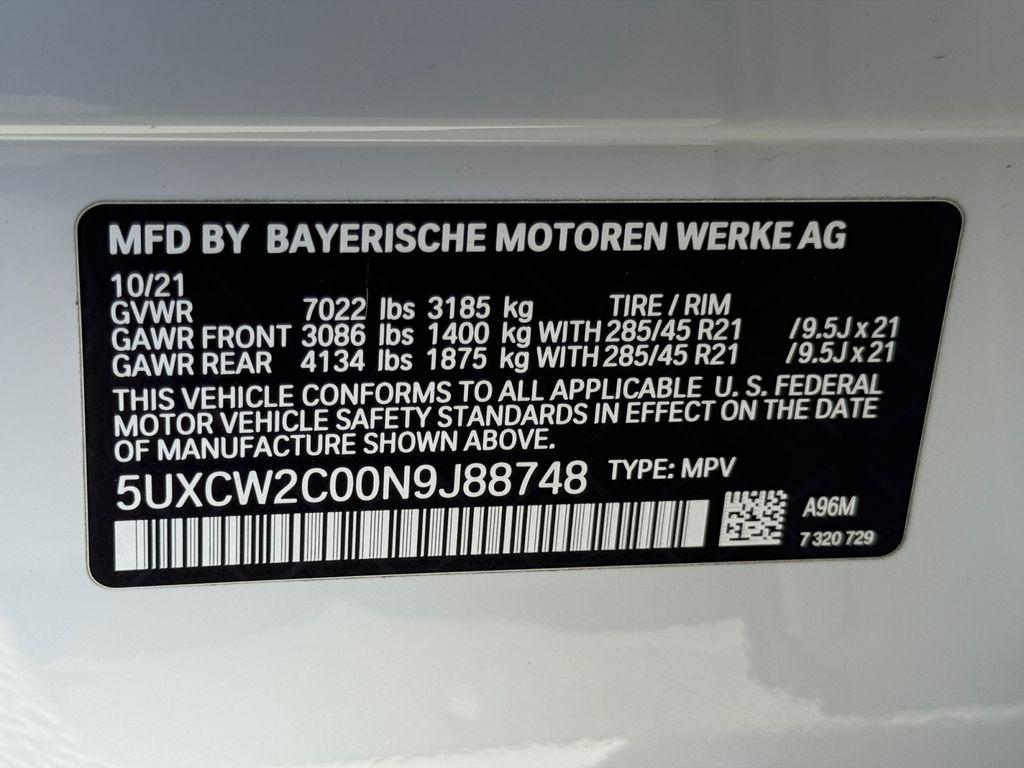 MFD BY BAYERISCHE MOTOREN WERKE AG
10/21
GVWR 7022 lbs 3185 kg TIRE / RIM
GAWR FRONT 3086 lbs 1400 kg WITH 285/45 R21 / 9.5J x 21
GAWR REAR 4134 lbs 1875 kg WITH 285/45 R21 / 9.5J x 21
THIS VEHICLE CONFORMS TO ALL APPLICABLE U. S. FEDERAL
MOTOR VEHICLE SAFETY STANDARDS IN EFFECT ON THE DATE
OF MANUFACTURE SHOWN ABOVE.
5UXCW2C00N9J88748 TYPE: MPV
A96M
7 320 729